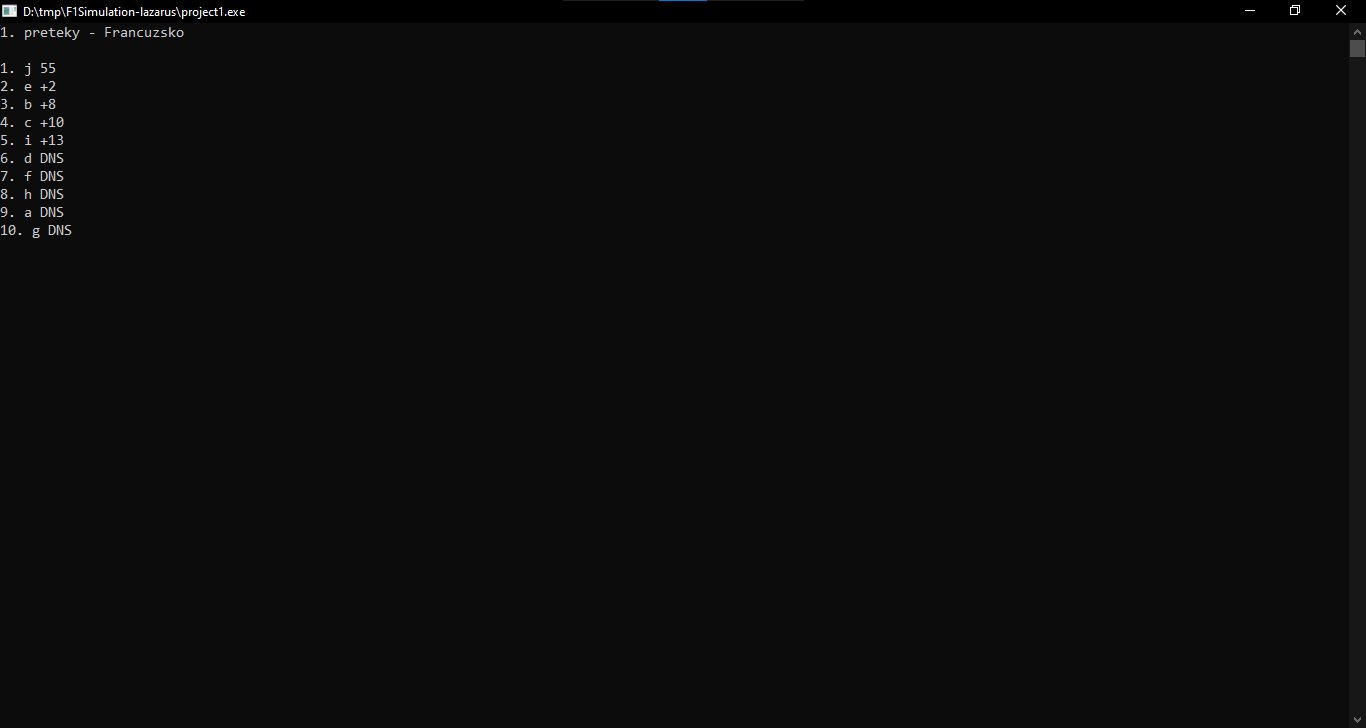 D:\tmp\F1Simulation-lazarus\project1.exe
1. preteky - Francuzsko
1. j 55
2. e +2
3. b +8
4. c +10
5. i +13
6. d DNS
7. f DNS
8. h DNS
9. a DNS
10. g DNS